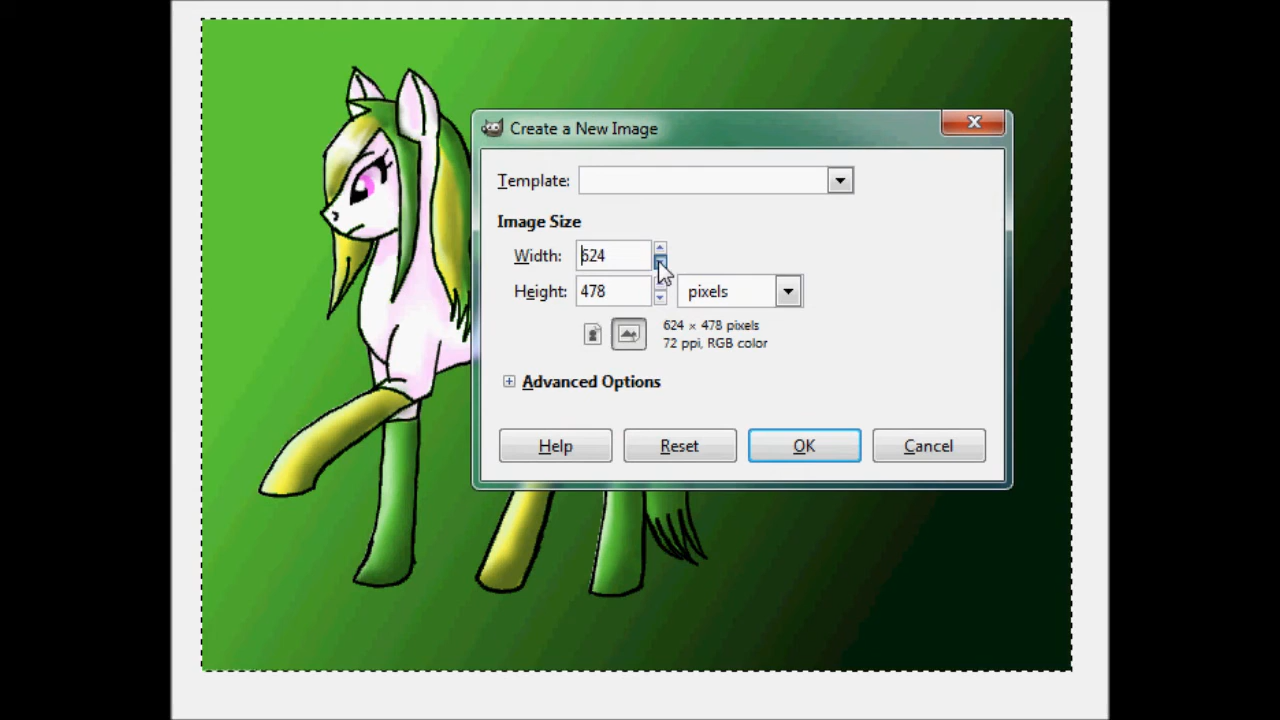 Create a New Image
Template:
Image Size
Width: 624
Height: 478 pixels
624 × 478 pixels
72 ppi, RGB color
Advanced Options
Help Reset OK Cancel